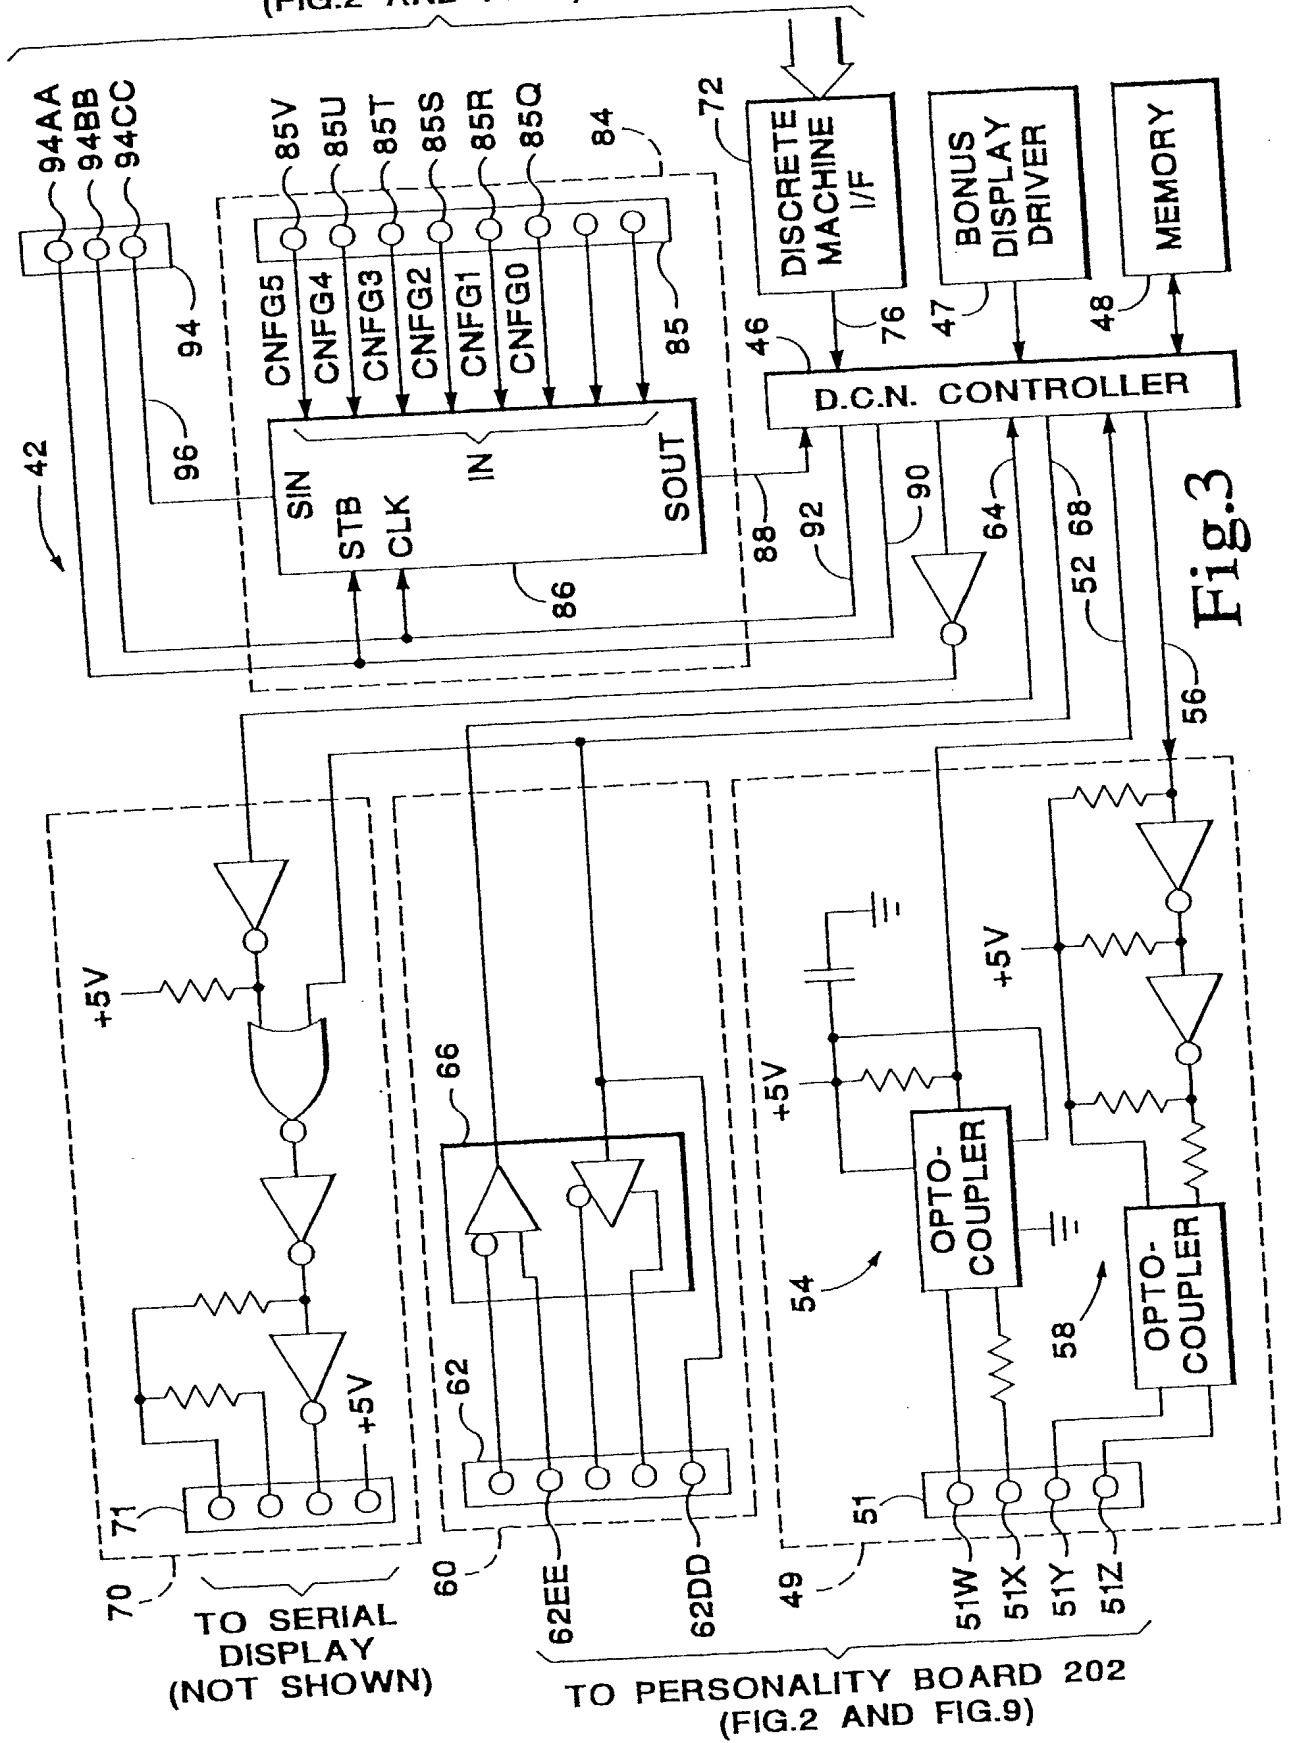 (FIG.2 AND
94AA
94BB
94CC
94
96
42
85V
85U
85T
85S
85R
85Q
84
85
CNFG5
CNFG4
CNFG3
CNFG2
CNFG1
CNFG0
SIN
IN
SOUT
STB
CLK
86
88
72
DISCRETE
MACHINE
I/F
76
BONUS
DISPLAY
DRIVER
47
MEMORY
48
46
D.C.N. CONTROLLER
92
90
64
68
52
56
Fig.3
+5V
+5V
71
70
TO SERIAL
DISPLAY
(NOT SHOWN)
66
62
60
62EE
62DD
+5V
+5V
OPTO-
COUPLER
54
OPTO-
COUPLER
58
51
49
51W
51X
51Y
51Z
TO PERSONALITY BOARD 202
(FIG.2 AND FIG.9)